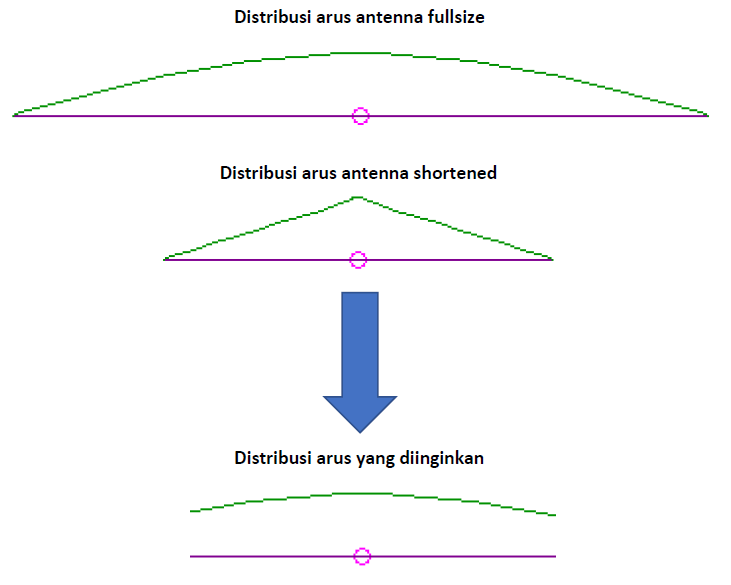 Distribusi arus antenna fullsize
Distribusi arus antenna shortened
Distribusi arus yang diinginkan